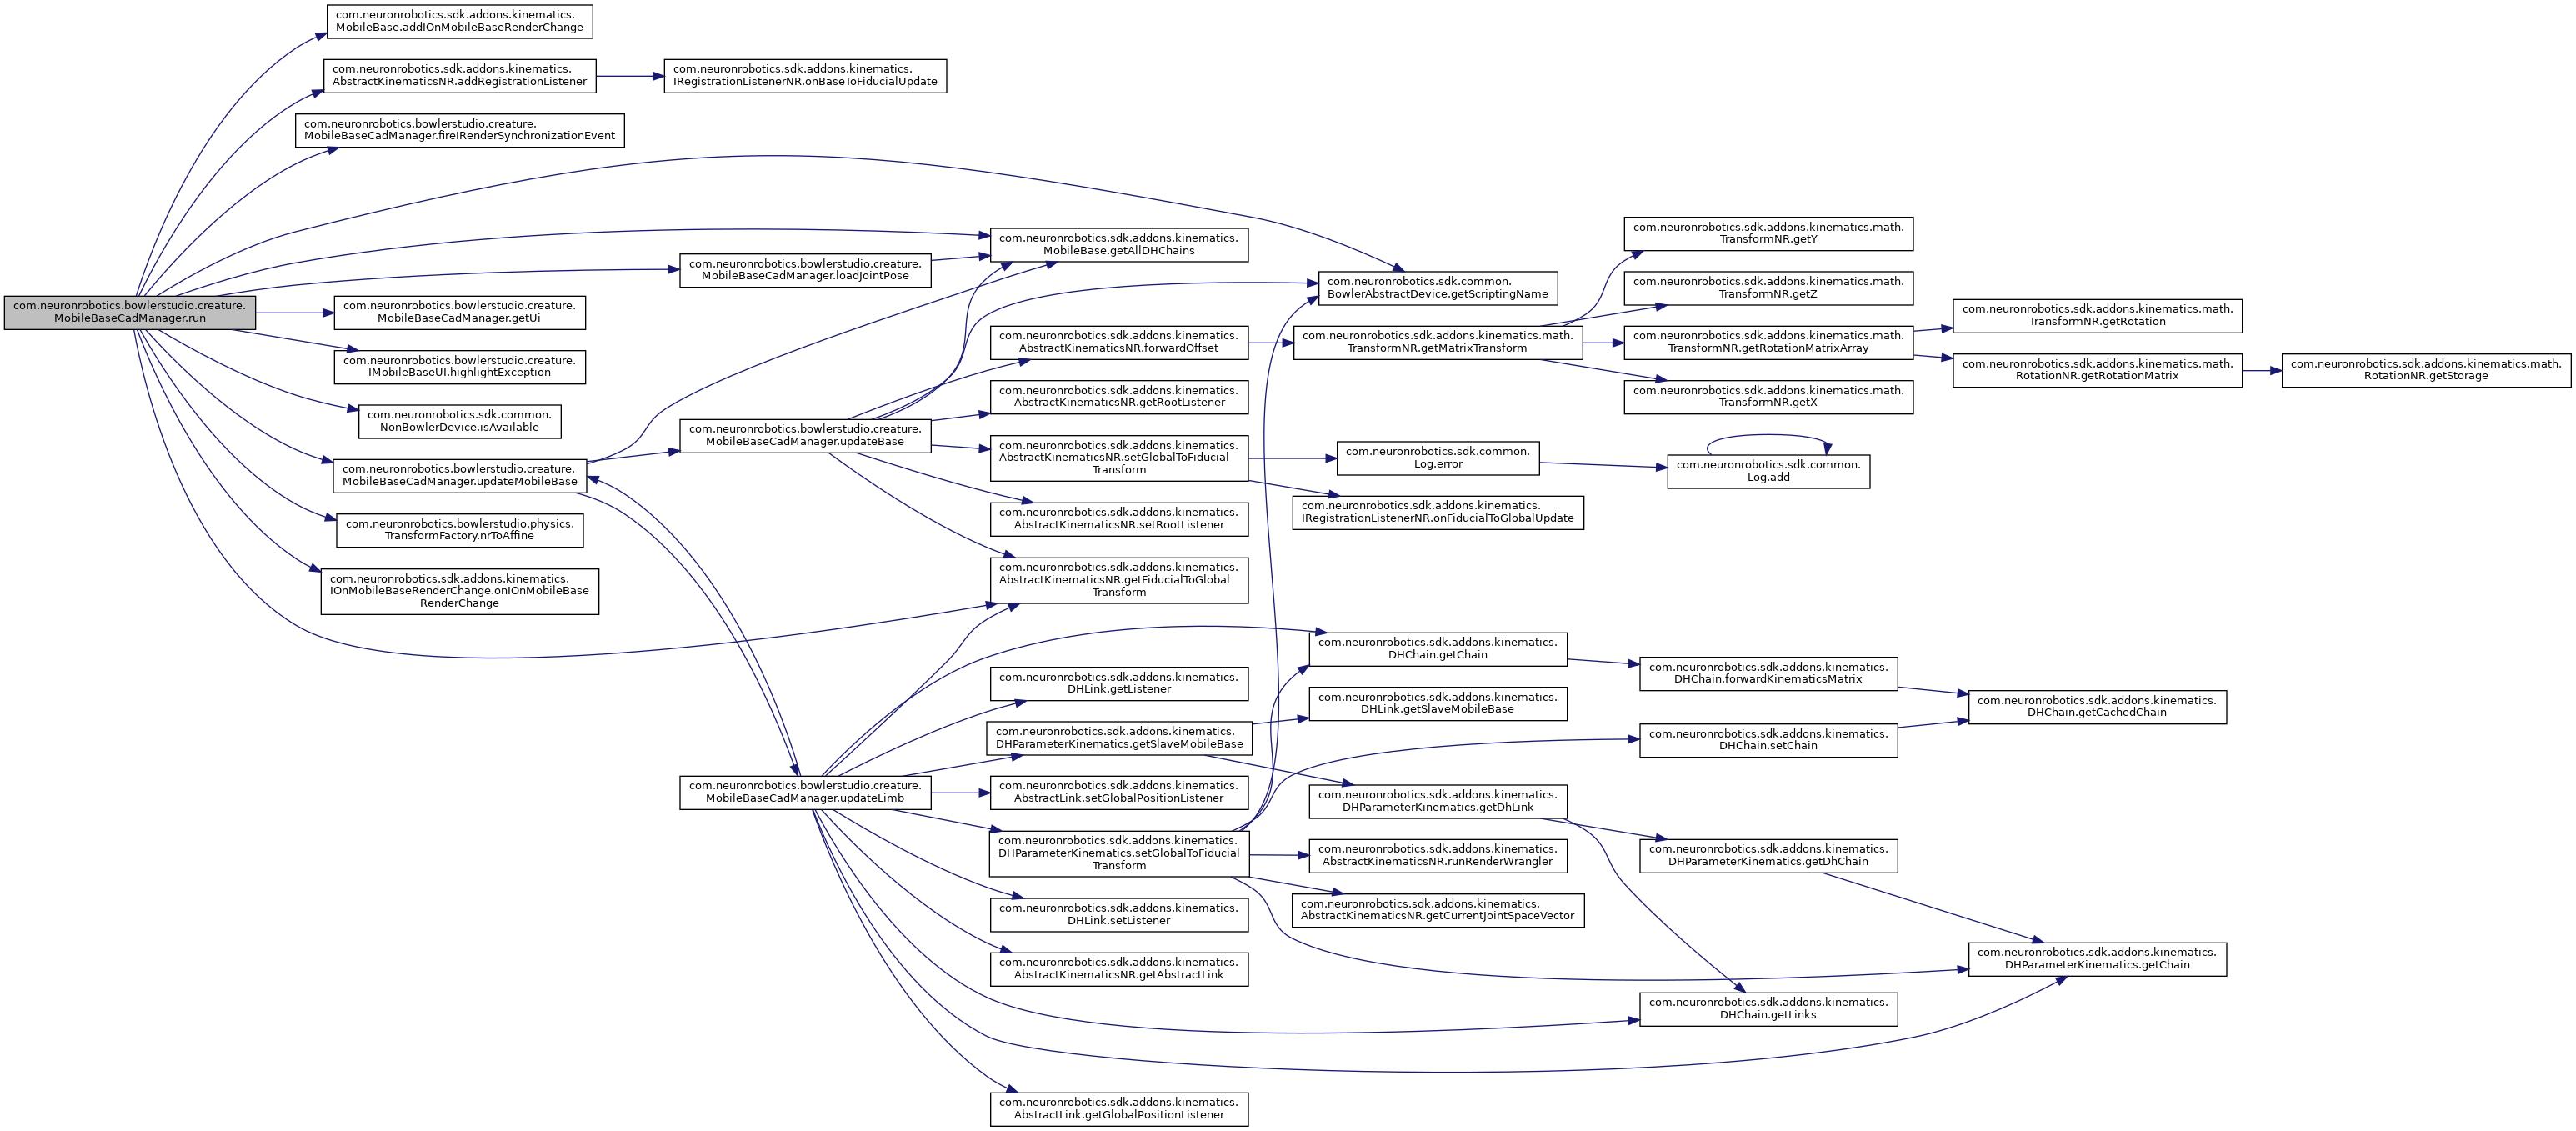 com.neuronrobotics.bowlerstudio.creature.
MobileBaseCadManager.run
com.neuronrobotics.sdk.addons.kinematics.
MobileBase.addIOnMobileBaseRenderChange
com.neuronrobotics.sdk.addons.kinematics.
AbstractKinematicsNR.addRegistrationListener
com.neuronrobotics.bowlerstudio.creature.
MobileBaseCadManager.fireIRenderSynchronizationEvent
com.neuronrobotics.bowlerstudio.creature.
MobileBaseCadManager.getUi
com.neuronrobotics.bowlerstudio.creature.
IMobileBaseUI.highlightException
com.neuronrobotics.sdk.common.
NonBowlerDevice.isAvailable
com.neuronrobotics.bowlerstudio.creature.
MobileBaseCadManager.updateMobileBase
com.neuronrobotics.bowlerstudio.physics.
TransformFactory.nrToAffine
com.neuronrobotics.sdk.addons.kinematics.
IOnMobileBaseRenderChange.onIOnMobileBase
RenderChange
com.neuronrobotics.sdk.addons.kinematics.
IRegistrationListenerNR.onBaseToFiducialUpdate
com.neuronrobotics.bowlerstudio.creature.
MobileBaseCadManager.loadJointPose
com.neuronrobotics.bowlerstudio.creature.
MobileBaseCadManager.updateBase
com.neuronrobotics.bowlerstudio.creature.
MobileBaseCadManager.updateLimb
com.neuronrobotics.sdk.addons.kinematics.
MobileBase.getAllDHChains
com.neuronrobotics.sdk.addons.kinematics.
AbstractKinematicsNR.forwardOffset
com.neuronrobotics.sdk.addons.kinematics.
AbstractKinematicsNR.getRootListener
com.neuronrobotics.sdk.addons.kinematics.
AbstractKinematicsNR.setGlobalToFiducial
Transform
com.neuronrobotics.sdk.addons.kinematics.
AbstractKinematicsNR.setRootListener
com.neuronrobotics.sdk.addons.kinematics.
AbstractKinematicsNR.getFiducialToGlobal
Transform
com.neuronrobotics.sdk.addons.kinematics.
DHLink.getListener
com.neuronrobotics.sdk.addons.kinematics.
DHParameterKinematics.getSlaveMobileBase
com.neuronrobotics.sdk.addons.kinematics.
AbstractLink.setGlobalPositionListener
com.neuronrobotics.sdk.addons.kinematics.
DHParameterKinematics.setGlobalToFiducial
Transform
com.neuronrobotics.sdk.addons.kinematics.
DHLink.setListener
com.neuronrobotics.sdk.addons.kinematics.
AbstractKinematicsNR.getAbstractLink
com.neuronrobotics.sdk.addons.kinematics.
AbstractLink.getGlobalPositionListener
com.neuronrobotics.sdk.common.
BowlerAbstractDevice.getScriptingName
com.neuronrobotics.sdk.addons.kinematics.math.
TransformNR.getMatrixTransform
com.neuronrobotics.sdk.common.
Log.error
com.neuronrobotics.sdk.addons.kinematics.
IRegistrationListenerNR.onFiducialToGlobalUpdate
com.neuronrobotics.sdk.addons.kinematics.
DHChain.getChain
com.neuronrobotics.sdk.addons.kinematics.
DHLink.getSlaveMobileBase
com.neuronrobotics.sdk.addons.kinematics.
DHParameterKinematics.getDhLink
com.neuronrobotics.sdk.addons.kinematics.
AbstractKinematicsNR.runRenderWrangler
com.neuronrobotics.sdk.addons.kinematics.
AbstractKinematicsNR.getCurrentJointSpaceVector
com.neuronrobotics.sdk.addons.kinematics.math.
TransformNR.getY
com.neuronrobotics.sdk.addons.kinematics.math.
TransformNR.getZ
com.neuronrobotics.sdk.addons.kinematics.math.
TransformNR.getRotationMatrixArray
com.neuronrobotics.sdk.addons.kinematics.math.
TransformNR.getX
com.neuronrobotics.sdk.common.
Log.add
com.neuronrobotics.sdk.addons.kinematics.
DHChain.forwardKinematicsMatrix
com.neuronrobotics.sdk.addons.kinematics.
DHChain.setChain
com.neuronrobotics.sdk.addons.kinematics.
DHParameterKinematics.getDhChain
com.neuronrobotics.sdk.addons.kinematics.
DHChain.getLinks
com.neuronrobotics.sdk.addons.kinematics.math.
TransformNR.getRotation
com.neuronrobotics.sdk.addons.kinematics.math.
RotationNR.getRotationMatrix
com.neuronrobotics.sdk.addons.kinematics.
DHChain.getCachedChain
com.neuronrobotics.sdk.addons.kinematics.
DHParameterKinematics.getChain
com.neuronrobotics.sdk.addons.kinematics.math.
RotationNR.getStorage